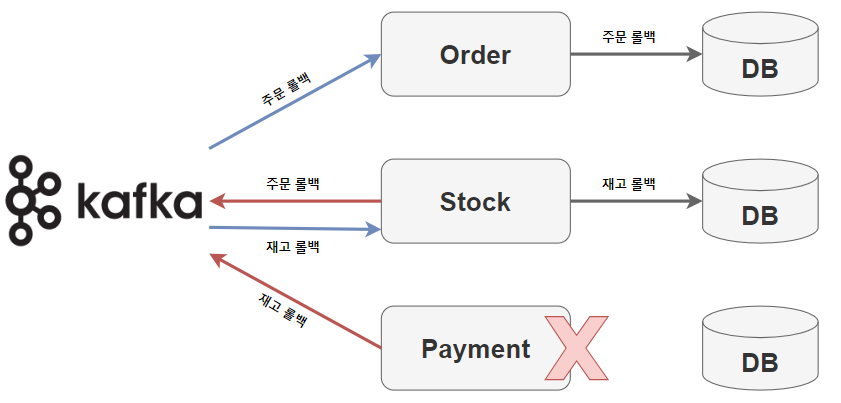 Order
주문 롤백
DB
주문 롤백
kafka
주문 롤백
Stock
재고 롤백
DB
재고 롤백
재고 롤백
Payment
X
DB